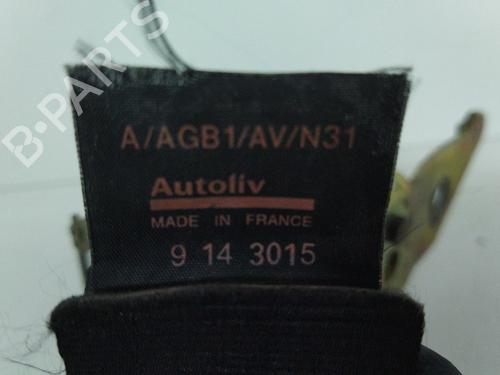 B-PARTS
A/AGB1/AV/N31
Autoliv
MADE IN FRANCE
9 14 3015